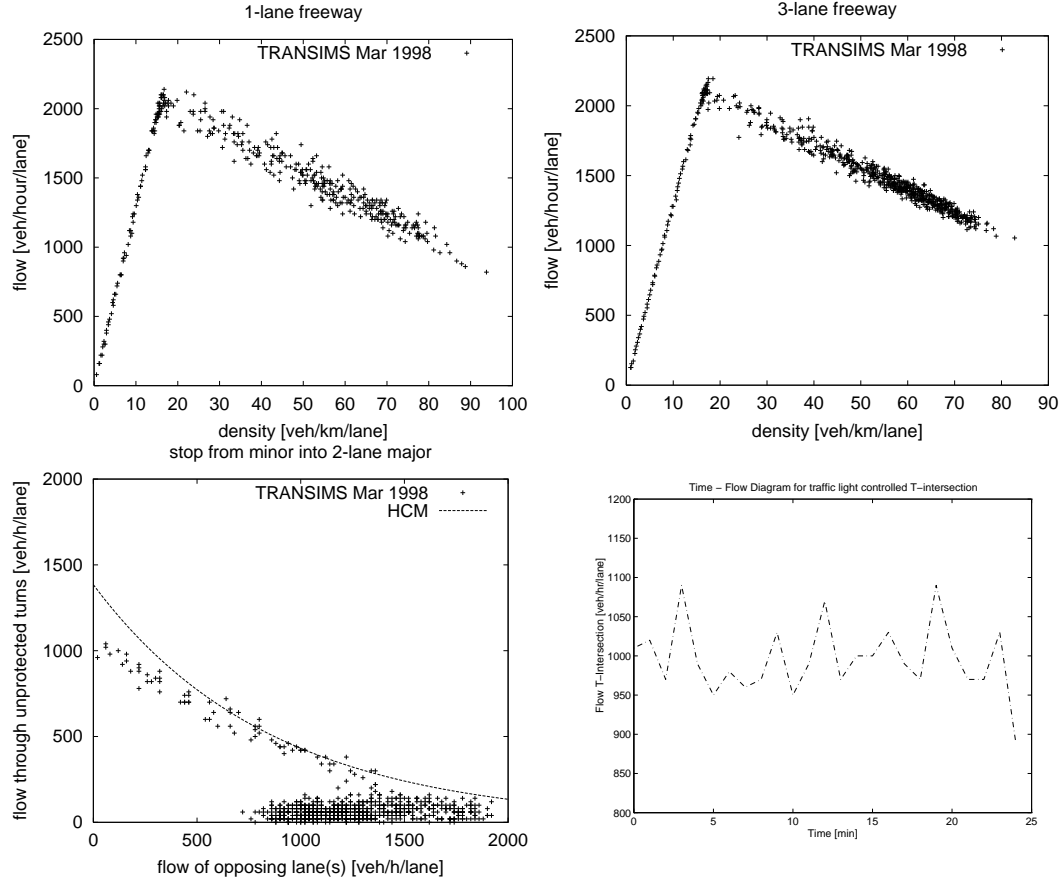 1-lane freeway
2500
2000
1500
1000
500
0
flow [veh/hour/lane]
TRANSIMS Mar 1998
0 10 20 30 40 50 60 70 80 90 100
density [veh/km/lane]
3-lane freeway
2500
2000
1500
1000
500
0
flow [veh/hour/lane]
TRANSIMS Mar 1998
0 10 20 30 40 50 60 70 80 90
density [veh/km/lane]
stop from minor into 2-lane major
2000
1500
1000
500
0
flow through unprotected turns [veh/h/lane]
TRANSIMS Mar 1998
HCM
0 500 1000 1500 2000
flow of opposing lane(s) [veh/h/lane]
Time – Flow Diagram for traffic light controlled T–intersection
1200
1150
1100
1050
1000
950
900
850
800
Flow T–Intersection [veh/hr/lane]
0 5 10 15 20 25
Time [min]